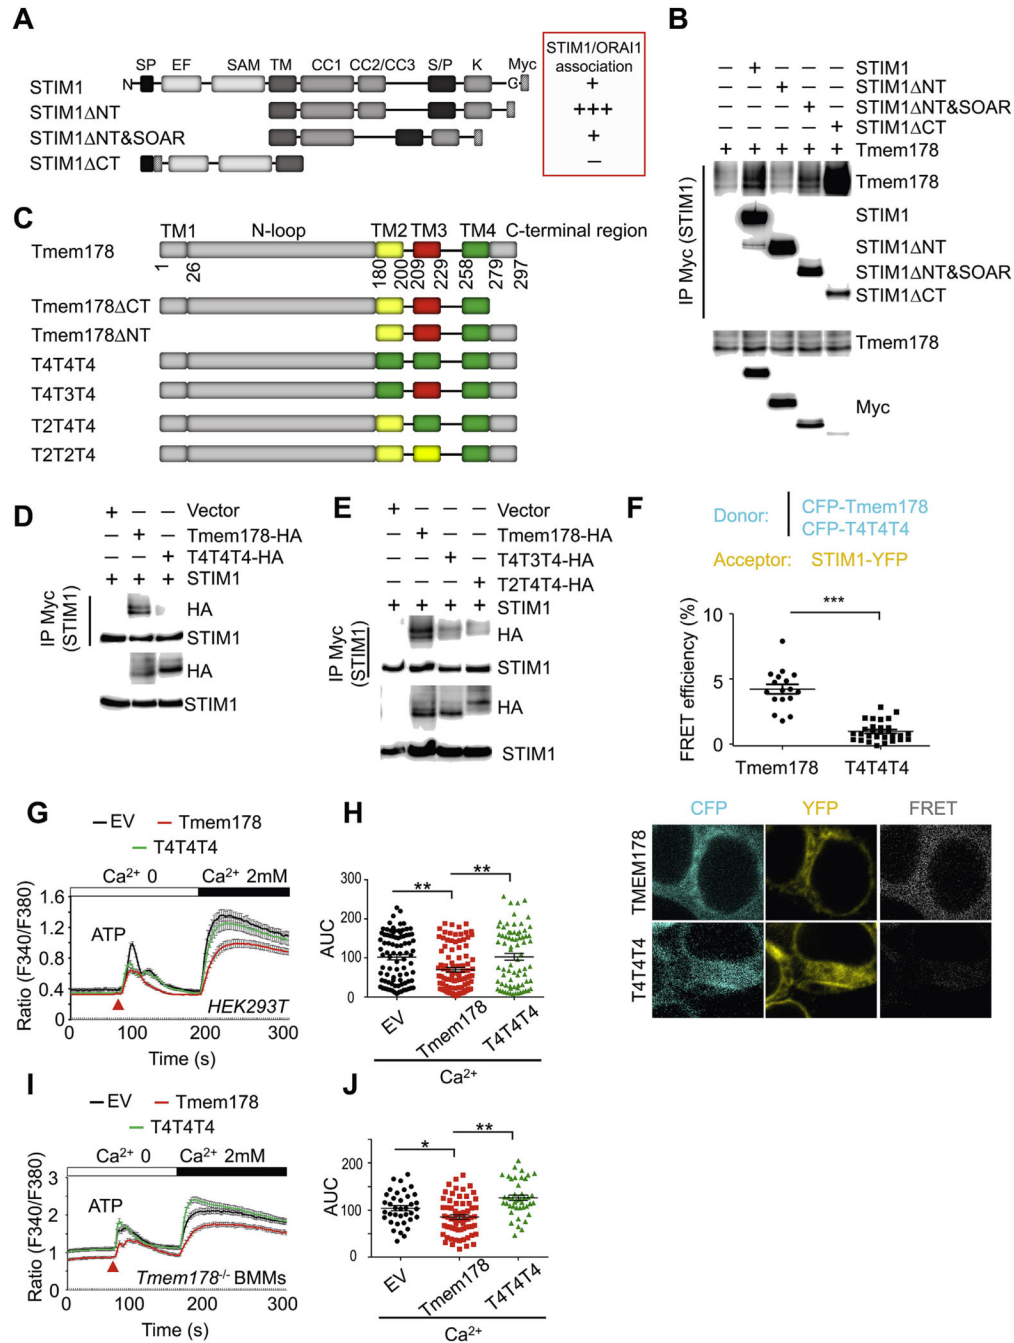 A
SP EF SAM TM CC1 CC2/CC3 S/P K Myc
N
G
STIM1
STIM1ΔNT
STIM1ΔNT&SOAR
STIM1ΔCT
STIM1/ORAI1
association
+
+++
+
−
B
− + − − − STIM1
− − + − − STIM1ΔNT
− − − + − STIM1ΔNT&SOAR
− − − − + STIM1ΔCT
+ + + + + Tmem178
IP Myc (STIM1)
Tmem178
STIM1
STIM1ΔNT
STIM1ΔNT&SOAR
STIM1ΔCT
Tmem178
Myc
C
TM1 N-loop TM2 TM3 TM4 C-terminal region
Tmem178
1 26 180 200 209 229 258 279 297
Tmem178ΔCT
Tmem178ΔNT
T4T4T4
T4T3T4
T2T4T4
T2T2T4
D
+ − − Vector
− + − Tmem178-HA
− − + T4T4T4-HA
+ + + STIM1
IP Myc
(STIM1)
HA
STIM1
HA
STIM1
E
+ − − − Vector
− + − − Tmem178-HA
− − + − T4T3T4-HA
− − − + T2T4T4-HA
+ + + + STIM1
IP Myc
(STIM1)
HA
STIM1
HA
STIM1
F
Donor: CFP-Tmem178
CFP-T4T4T4
Acceptor: STIM1-YFP
FRET efficiency (%)
10
5
0
***
Tmem178 T4T4T4
CFP YFP FRET
TMEM178
T4T4T4
G
EV Tmem178
T4T4T4
Ca²⁺ 0 Ca²⁺ 2mM
Ratio (F340/F380)
1.6
1.2
0.8
0.4
0
ATP
HEK293T
0 100 200 300
Time (s)
H
AUC
300
200
100
0
** **
EV Tmem178 T4T4T4
Ca²⁺
I
EV Tmem178
T4T4T4
Ca²⁺ 0 Ca²⁺ 2mM
Ratio (F340/F380)
3
2
1
0
ATP
Tmem178⁻/⁻ BMMs
0 100 200 300
Time (s)
J
AUC
200
100
0
* **
EV Tmem178 T4T4T4
Ca²⁺